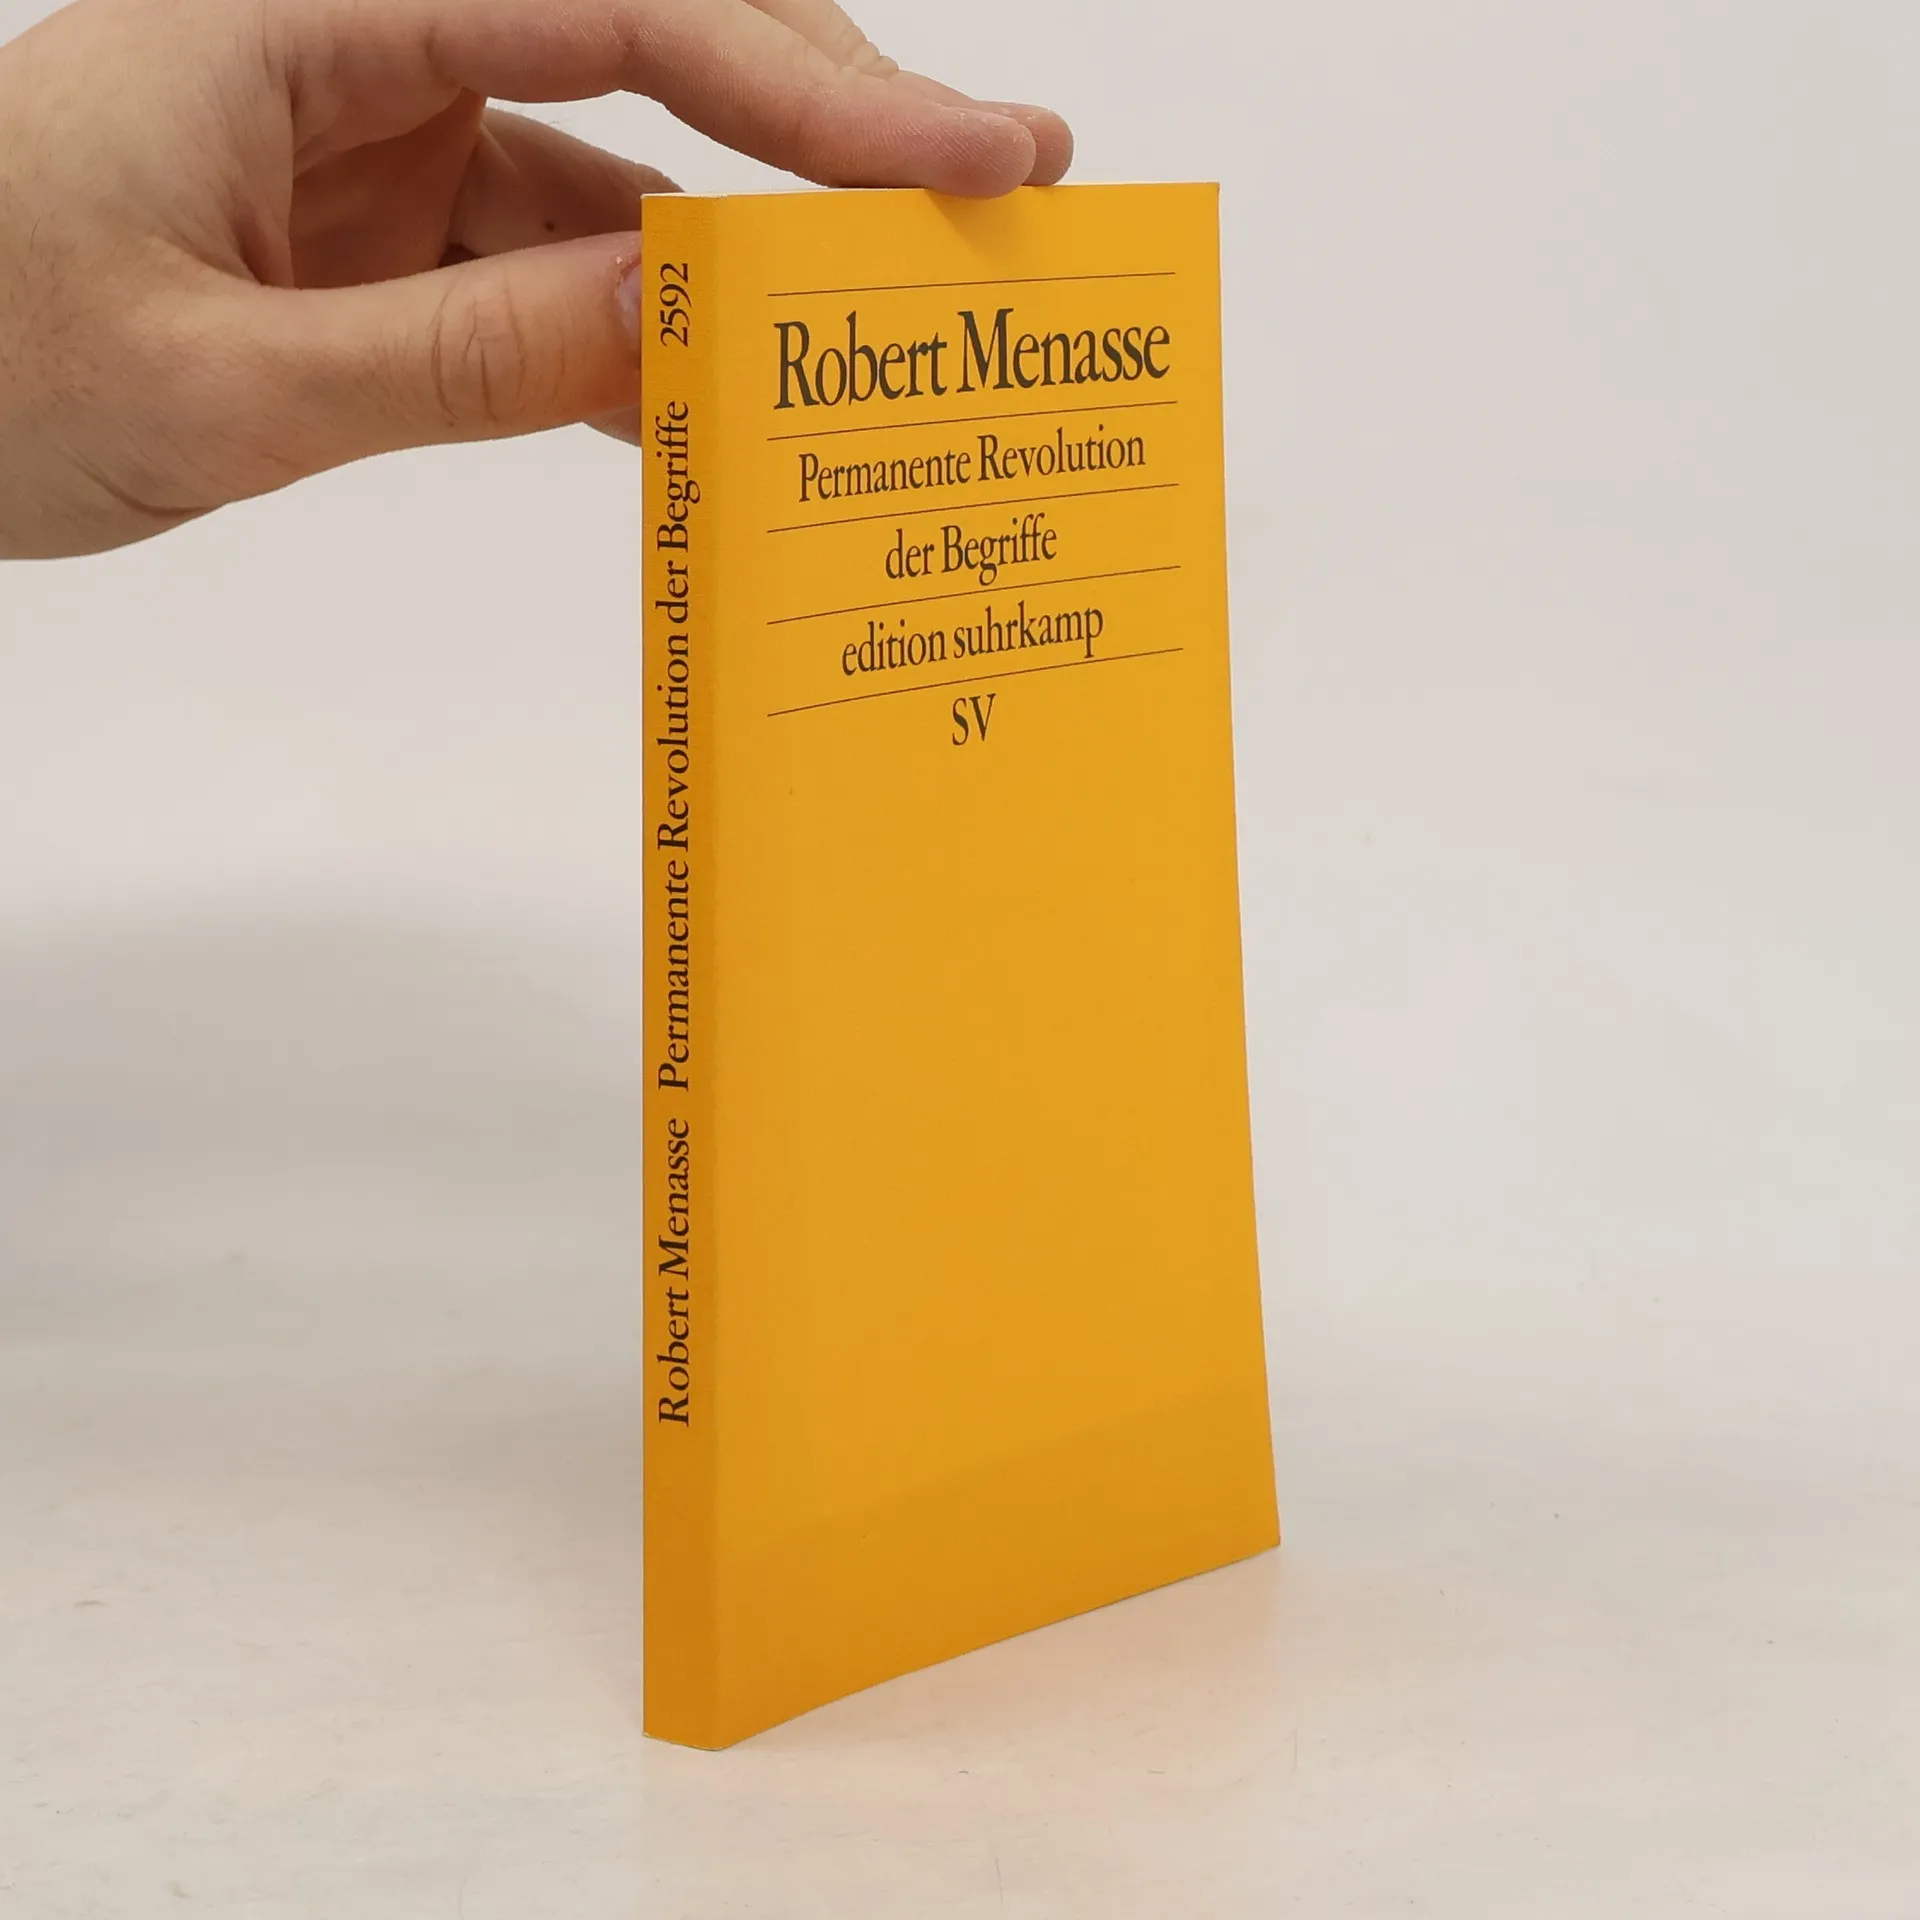 Robert Menasse
Permanente Revolution
der Begriffe
edition suhrkamp
SV
Robert Menasse Permanente Revolution der Begriffe 2592